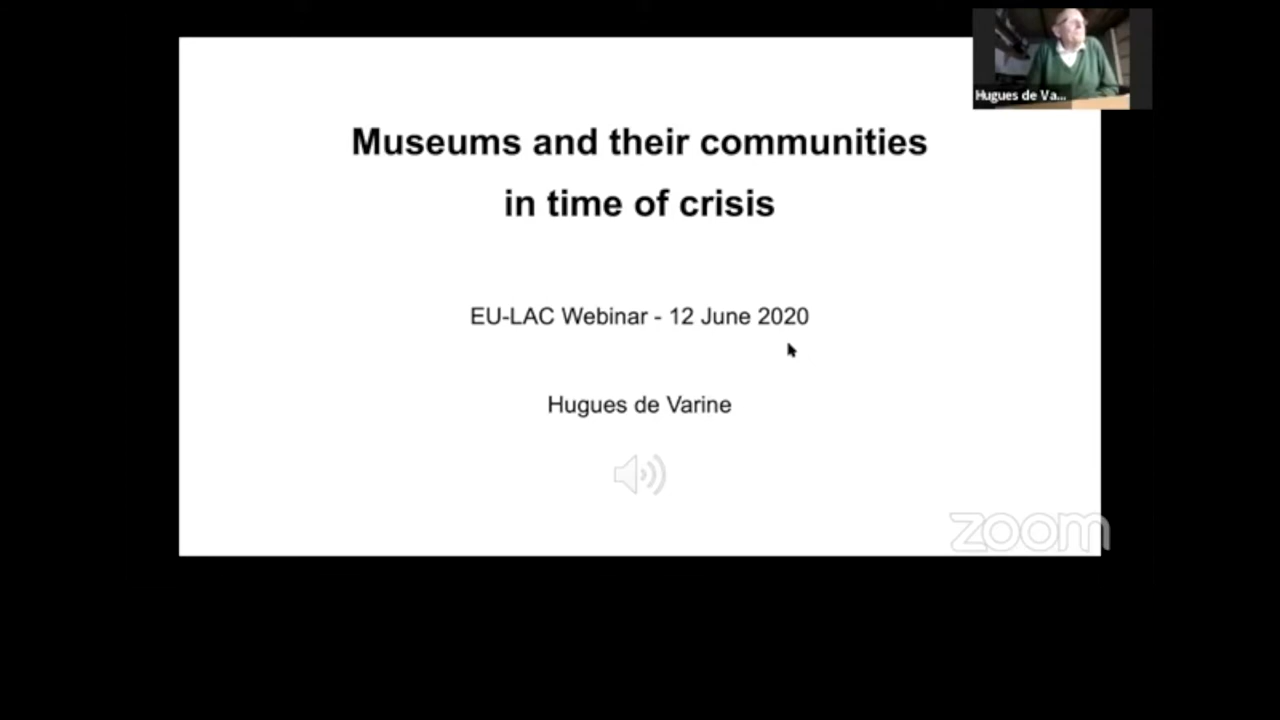 Hugues de Va...
Museums and their communities
in time of crisis
EU-LAC Webinar - 12 June 2020
Hugues de Varine
zoom